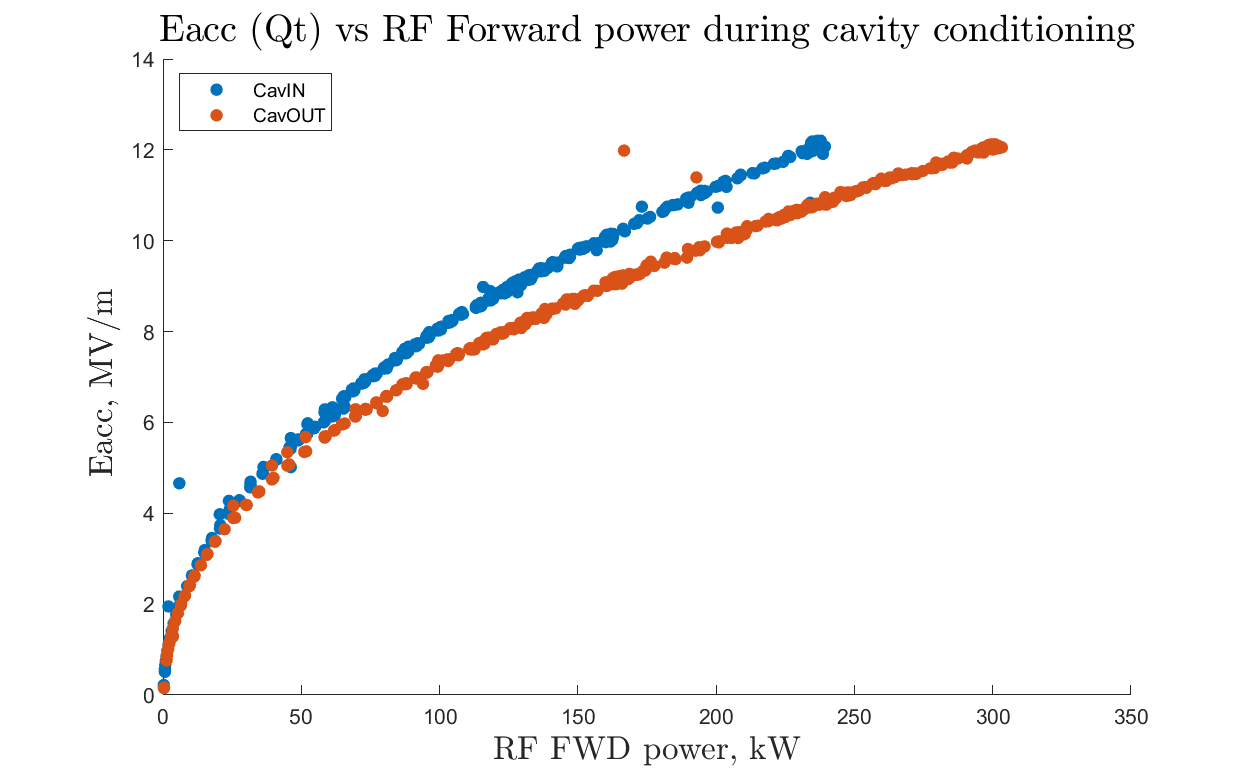 Eacc (Qt) vs RF Forward power during cavity conditioning
CavIN
CavOUT
14
12
10
8
6
4
2
0
Eacc, MV/m
0 50 100 150 200 250 300 350
RF FWD power, kW